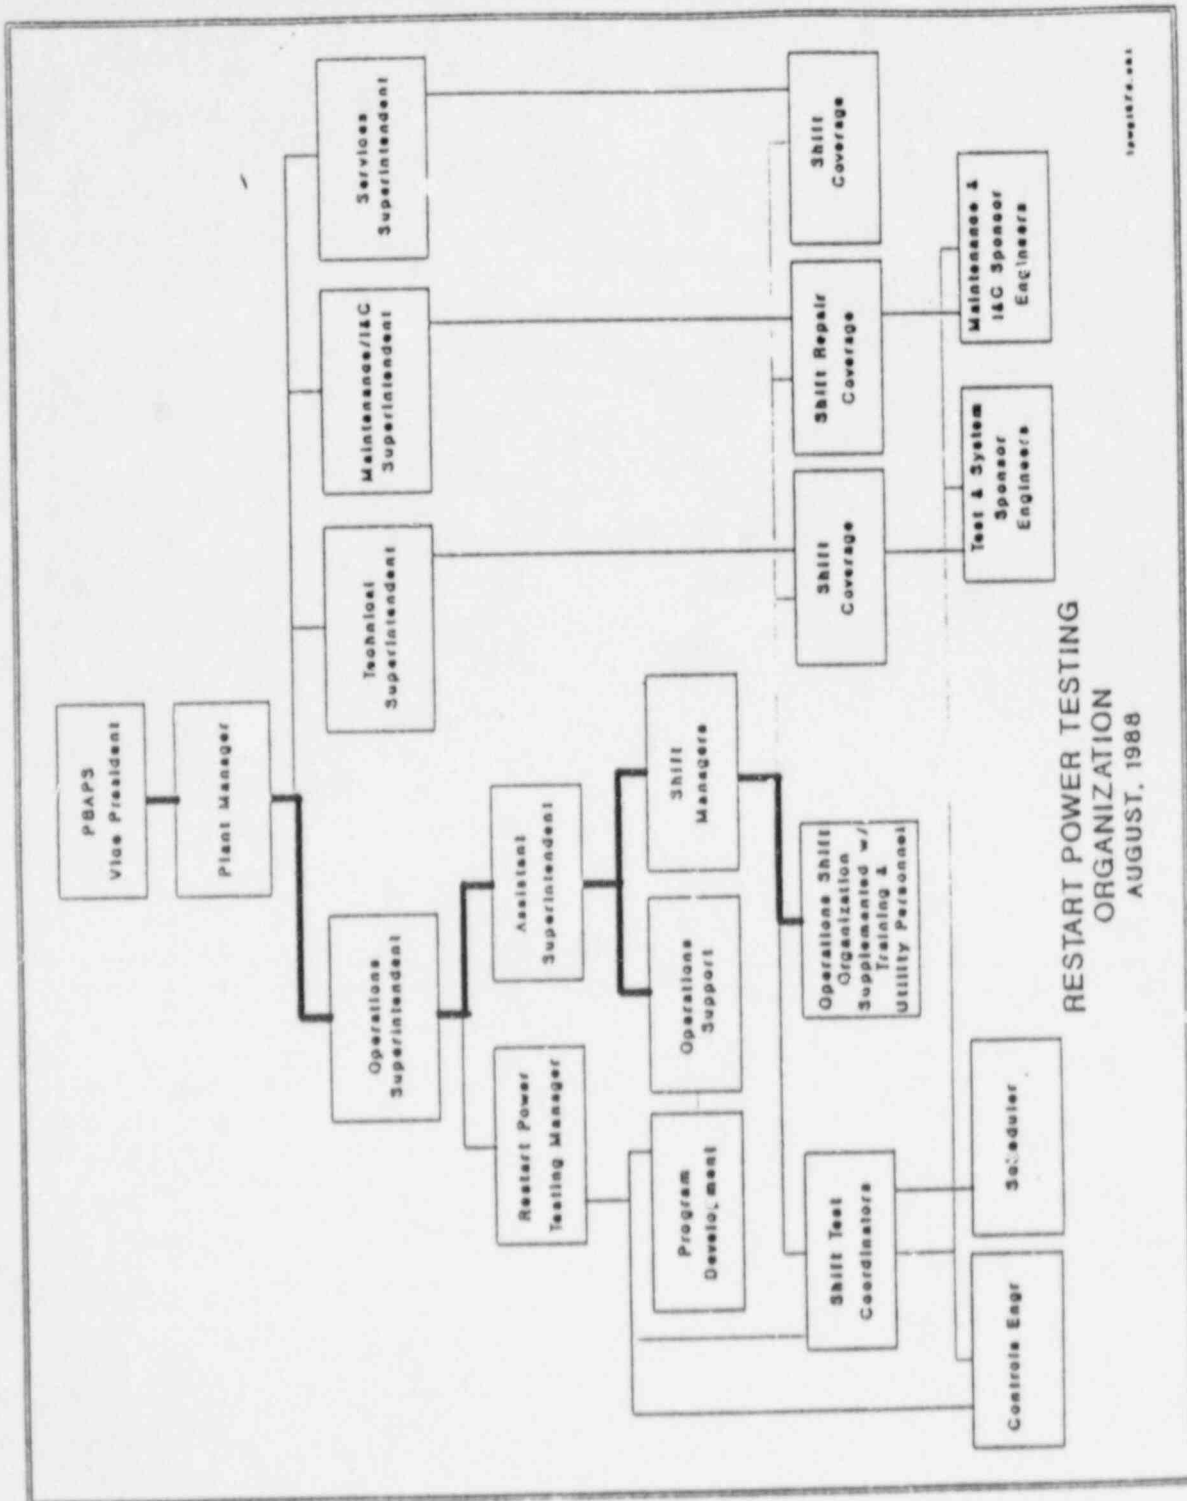 PBAPS
Vice President
Plant Manager
Operations
Superintendent
Technical
Superintendent
Maintenance/I&C
Superintendent
Services
Superintendent
Restart Power
Testing Manager
Assistant
Superintendent
Program
Development
Operations
Support
Shift
Managers
Shift Test
Coordinators
Operations Shift
Organization
Supplemented w/
Training &
Utility Personnel
Shift
Coverage
Shift Repair
Coverage
Shift
Coverage
Controls Engr
Scheduler
Test & System
Sponsor
Engineers
Maintenance &
I&C Sponsor
Engineers
RESTART POWER TESTING
ORGANIZATION
AUGUST, 1988